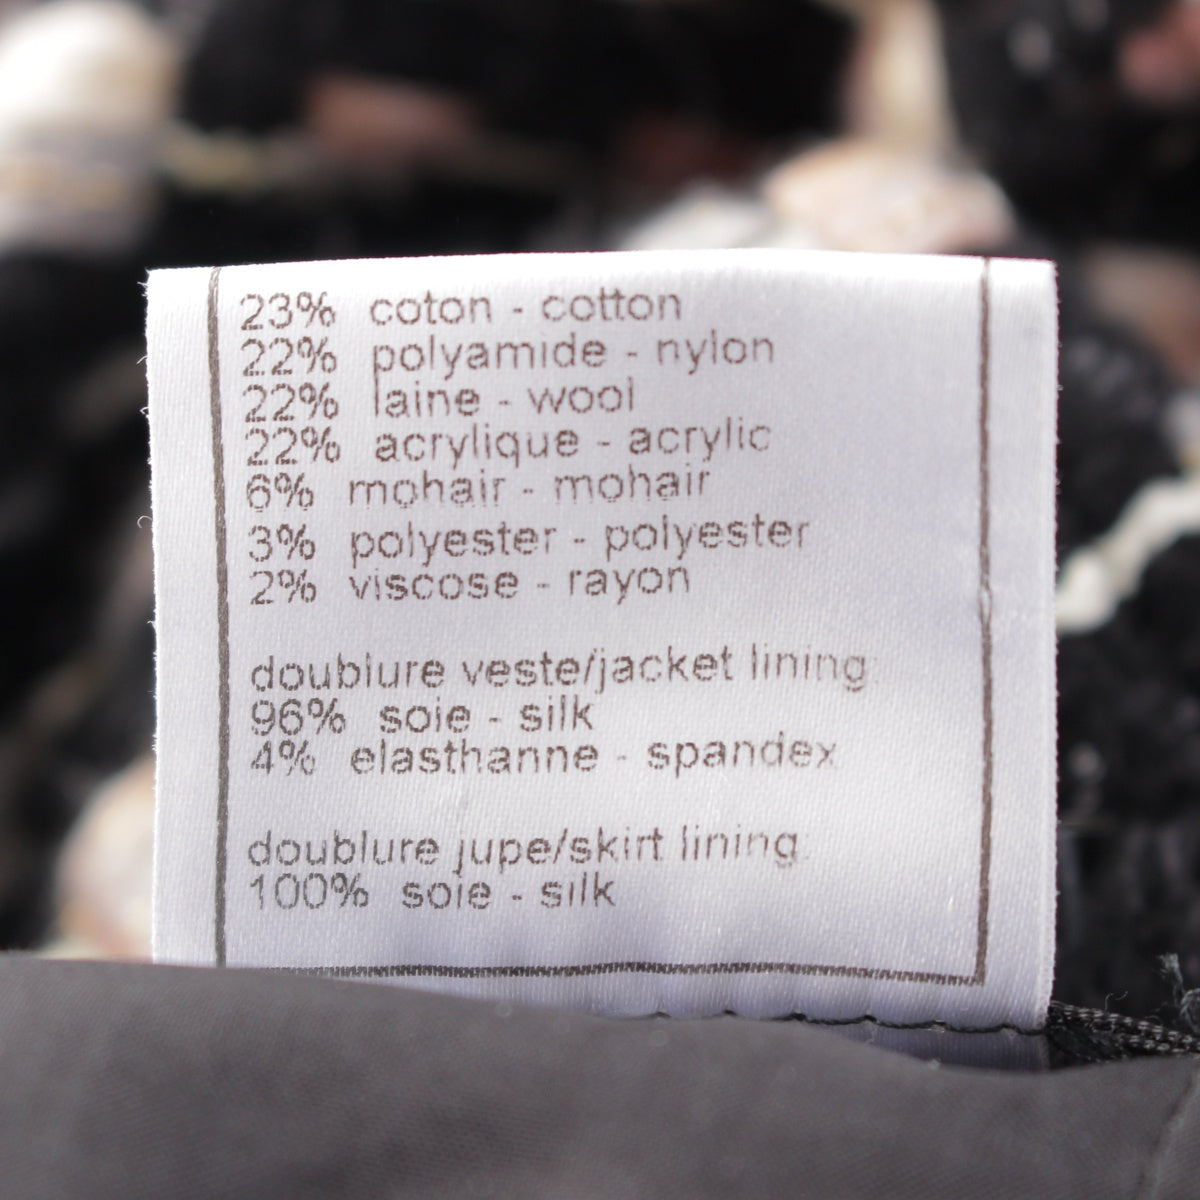 23% coton - cotton
22% polyamide - nylon
22% laine - wool
22% acrylique - acrylic
6% mohair - mohair
3% polyester - polyester
2% viscose - rayon
doublure veste/jacket lining
96% soie - silk
4% elasthanne - spandex
doublure jupe/skirt lining
100% soie - silk